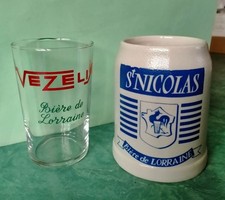 VEZELI
Bière de
Lorraine
St NICOLAS
Bière de LORRAINE